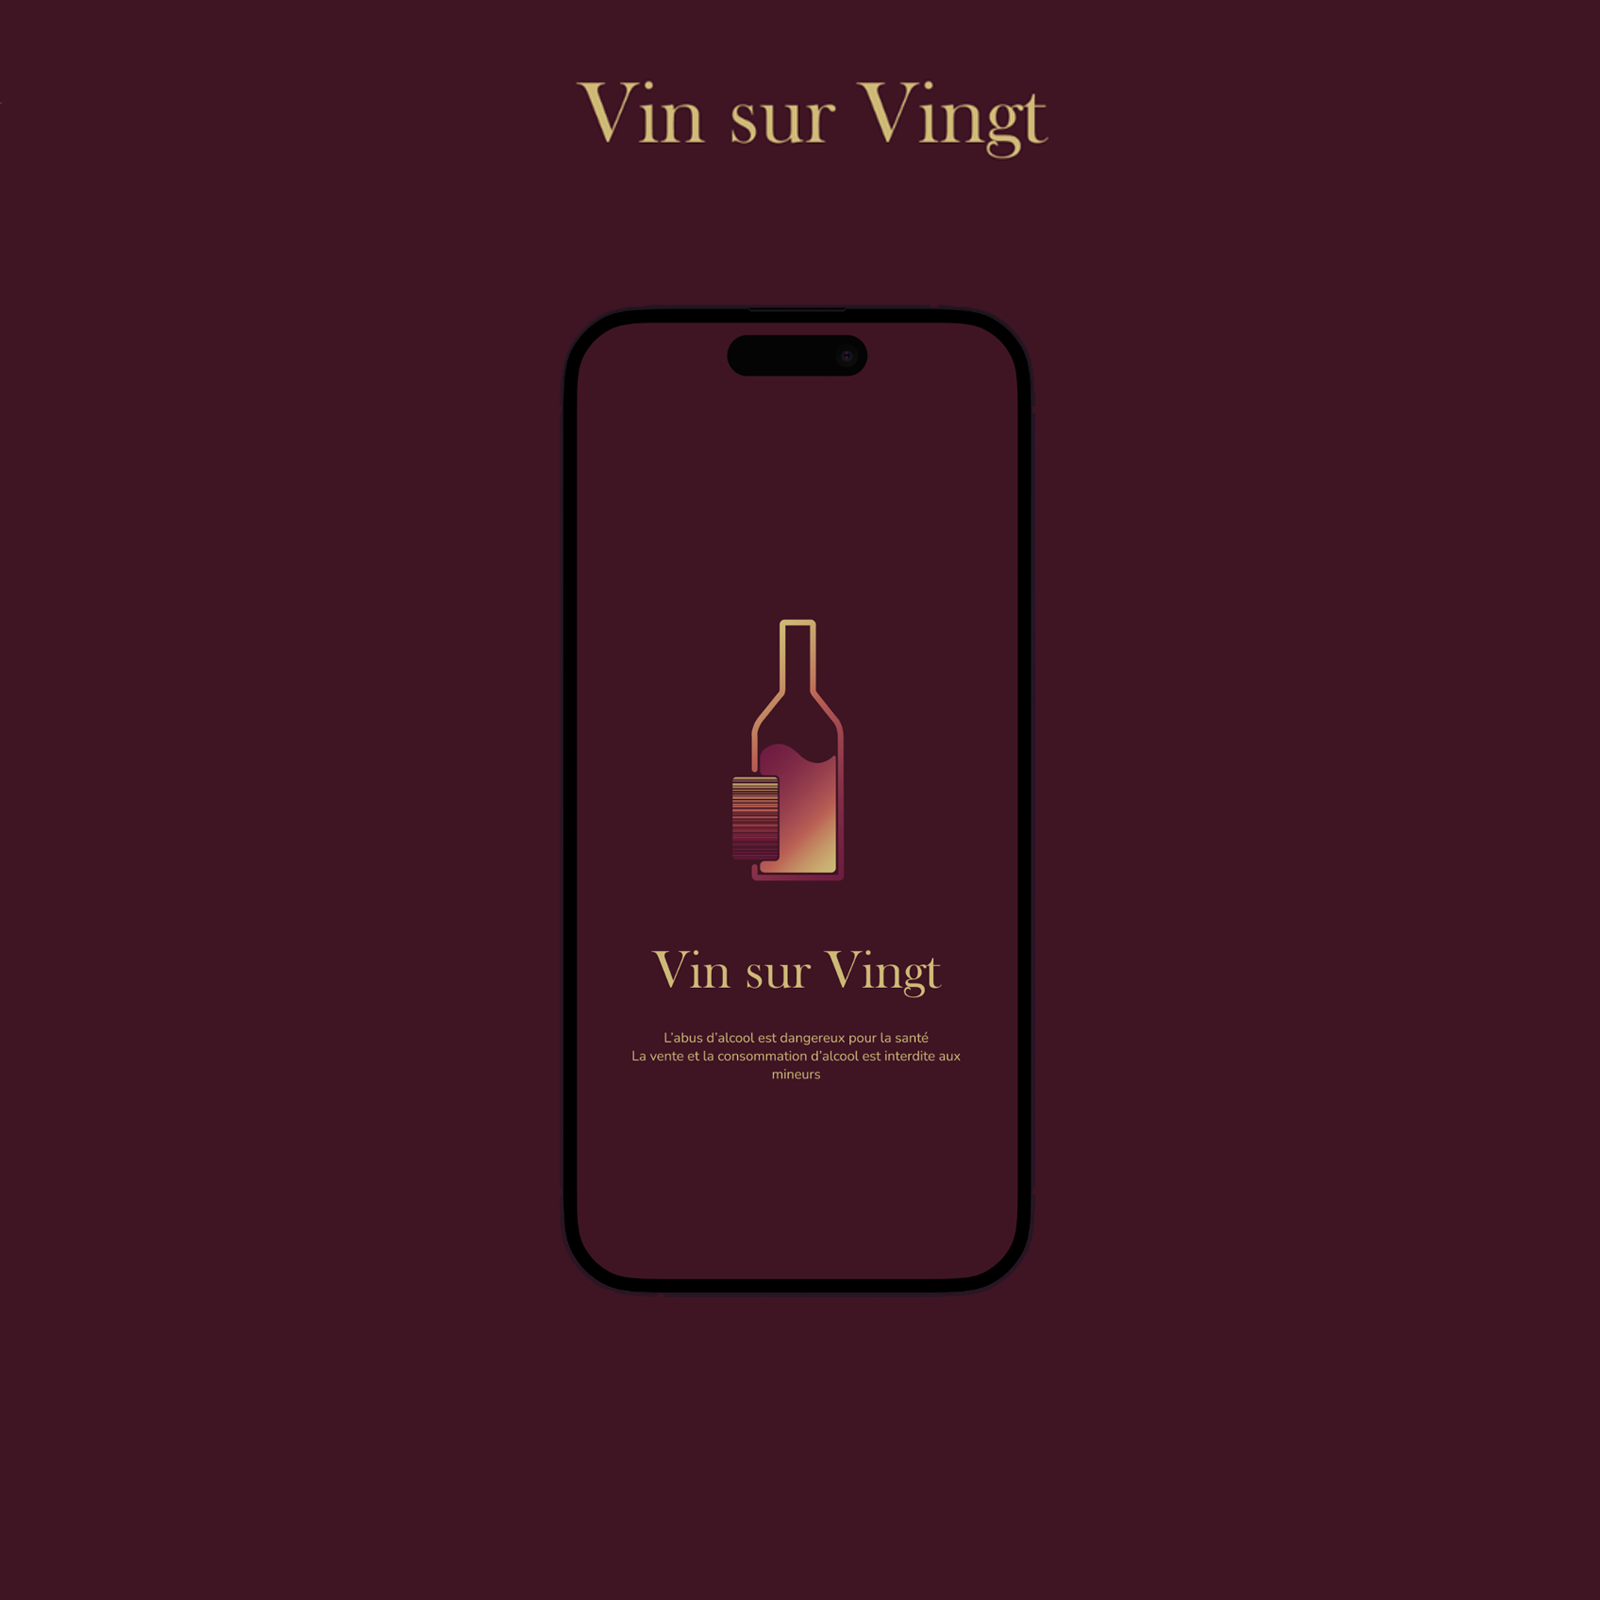 Vin sur Vingt
Vin sur Vingt
L’abus d’alcool est dangereux pour la santé
La vente et la consommation d’alcool est interdite aux
mineurs